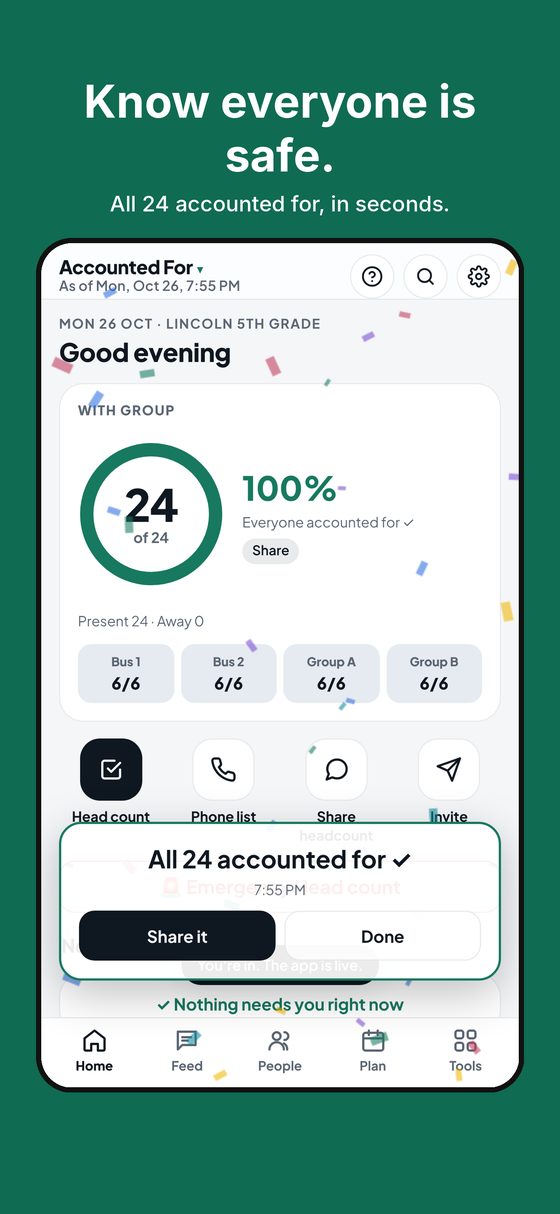 Know everyone is
safe.
All 24 accounted for, in seconds.
Accounted For ▾
As of Mon, Oct 26, 7:55 PM
MON 26 OCT · LINCOLN 5TH GRADE
Good evening
WITH GROUP
24
of 24
100%
Everyone accounted for ✓
Share
Present 24 · Away 0
Bus 1
6/6
Bus 2
6/6
Group A
6/6
Group B
6/6
Head count
Phone list
Share
headcount
Invite
All 24 accounted for ✓
🚨 Emergency head count
7:55 PM
Share it
Done
You're in. The app is live.
✓ Nothing needs you right now
Home
Feed
People
Plan
Tools